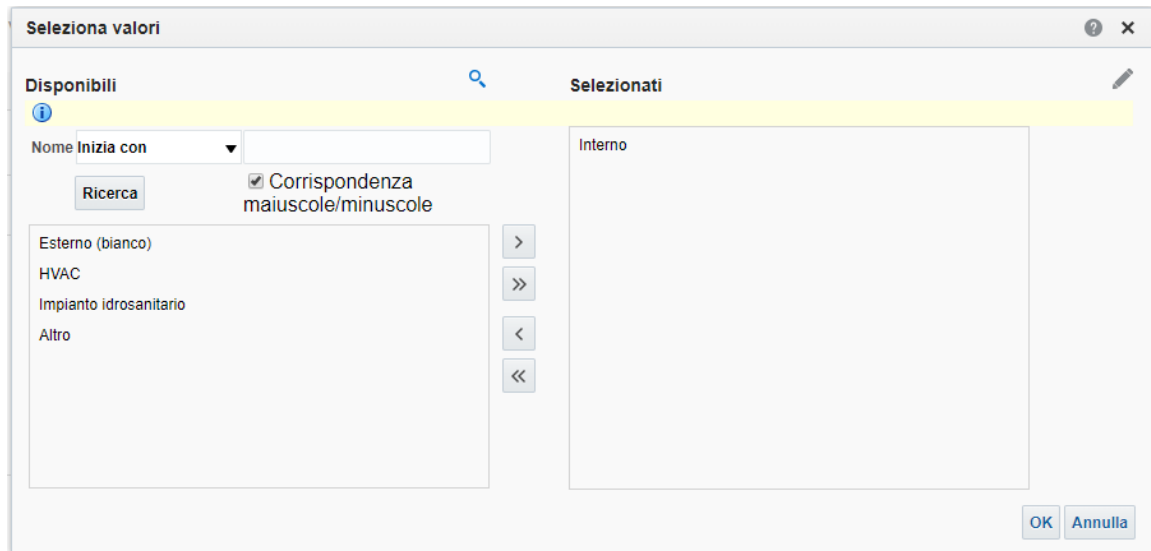 Seleziona valori
Disponibili
Selezionati
Nome Inizia con
Ricerca
Corrispondenza
maiuscole/minuscole
Esterno (bianco)
HVAC
Impianto idrosanitario
Altro
Interno
OK Annulla